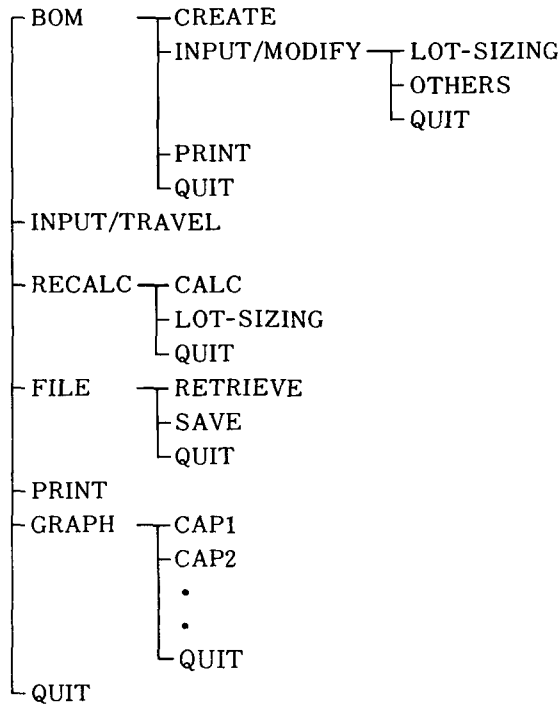 BOM CREATE
INPUT/MODIFY LOT-SIZING
OTHERS
QUIT
PRINT
QUIT
INPUT/TRAVEL
RECALC CALC
LOT-SIZING
QUIT
FILE RETRIEVE
SAVE
QUIT
PRINT
GRAPH CAP1
CAP2
•
•
QUIT
QUIT